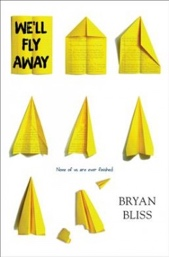 WE'LL
FLY
AWAY
None of us are ever finished.
BRYAN
BLISS